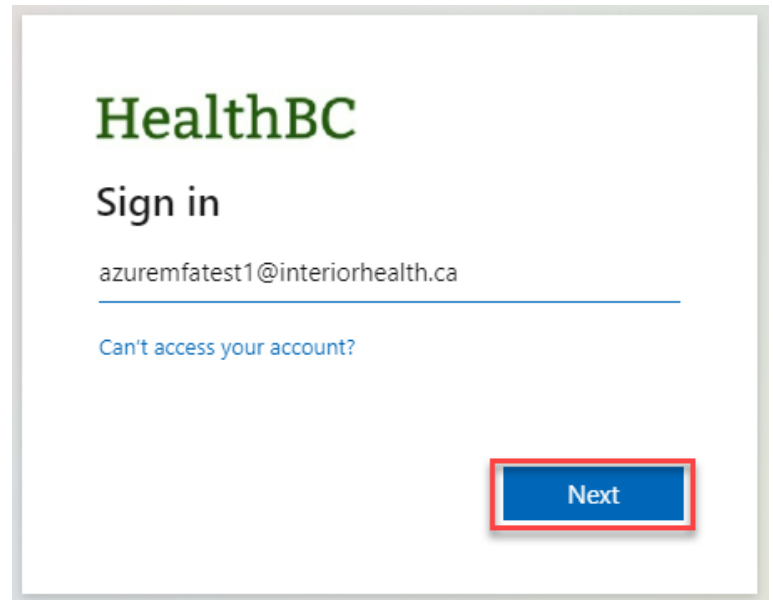 HealthBC
Sign in
azuremfatest1@interiorhealth.ca
Can't access your account?
Next